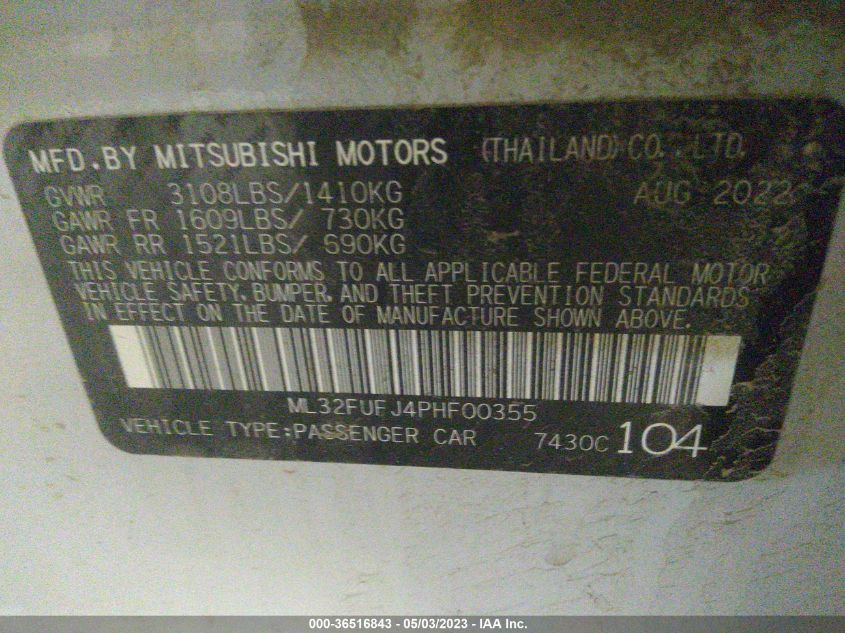 MFD.BY MITSUBISHI MOTORS (THAILAND) CO., LTD.
GVWR 3108LBS/1410KG AUG 2022
GAWR FR 1609LBS/ 730KG
GAWR RR 1521LBS/ 690KG
THIS VEHICLE CONFORMS TO ALL APPLICABLE FEDERAL MOTOR
VEHICLE SAFETY, BUMPER, AND THEFT PREVENTION STANDARDS
IN EFFECT ON THE DATE OF MANUFACTURE SHOWN ABOVE.
ML32FUFJ4PHF00355
VEHICLE TYPE:PASSENGER CAR 7430C 104
000-36516843 - 05/03/2023 - IAA Inc.